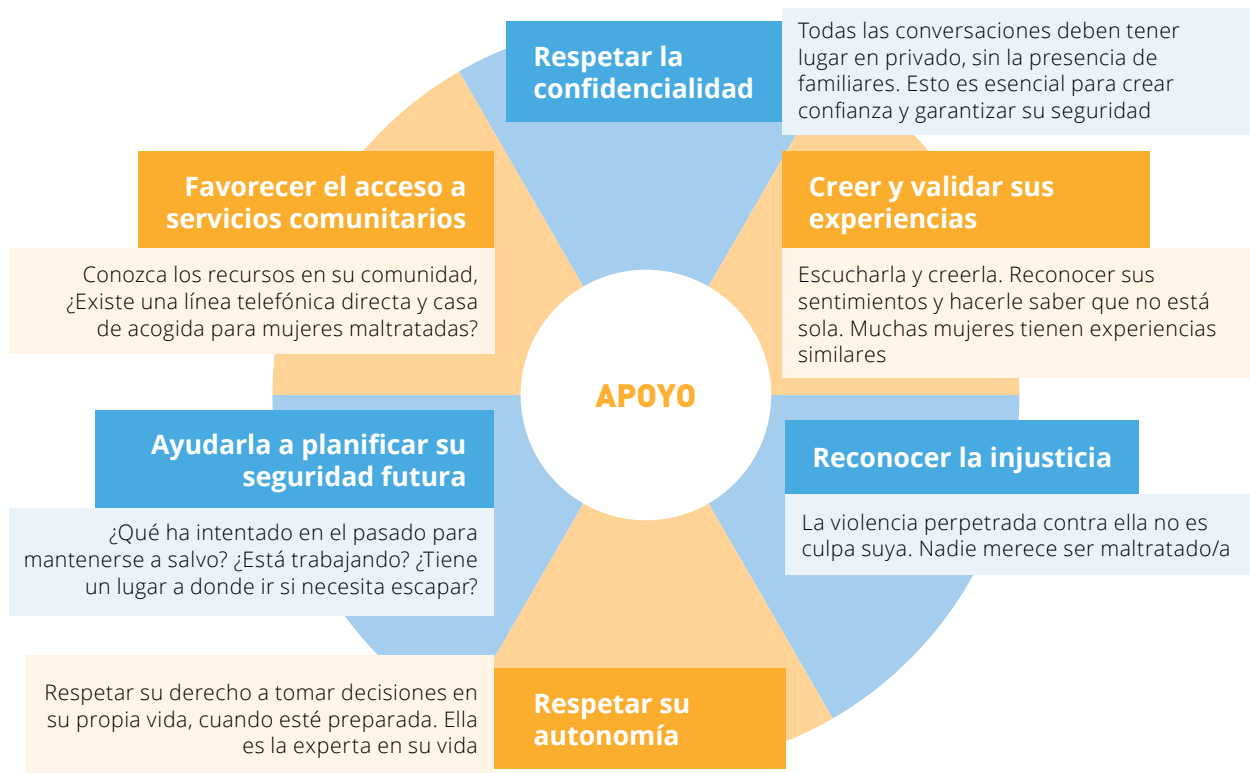 Respetar la
confidencialidad
Todas las conversaciones deben tener
lugar en privado, sin la presencia de
familiares. Esto es esencial para crear
confianza y garantizar su seguridad
Creer y validar sus
experiencias
Escucharla y creerla. Reconocer sus
sentimientos y hacerle saber que no está
sola. Muchas mujeres tienen experiencias
similares
Reconocer la injusticia
La violencia perpetrada contra ella no es
culpa suya. Nadie merece ser maltratado/a
Respetar su
autonomía
Respetar su derecho a tomar decisiones en
su propia vida, cuando esté preparada. Ella
es la experta en su vida
Ayudarla a planificar su
seguridad futura
¿Qué ha intentado en el pasado para
mantenerse a salvo? ¿Está trabajando? ¿Tiene
un lugar a donde ir si necesita escapar?
Favorecer el acceso a
servicios comunitarios
Conozca los recursos en su comunidad,
¿Existe una línea telefónica directa y casa
de acogida para mujeres maltratadas?
APOYO